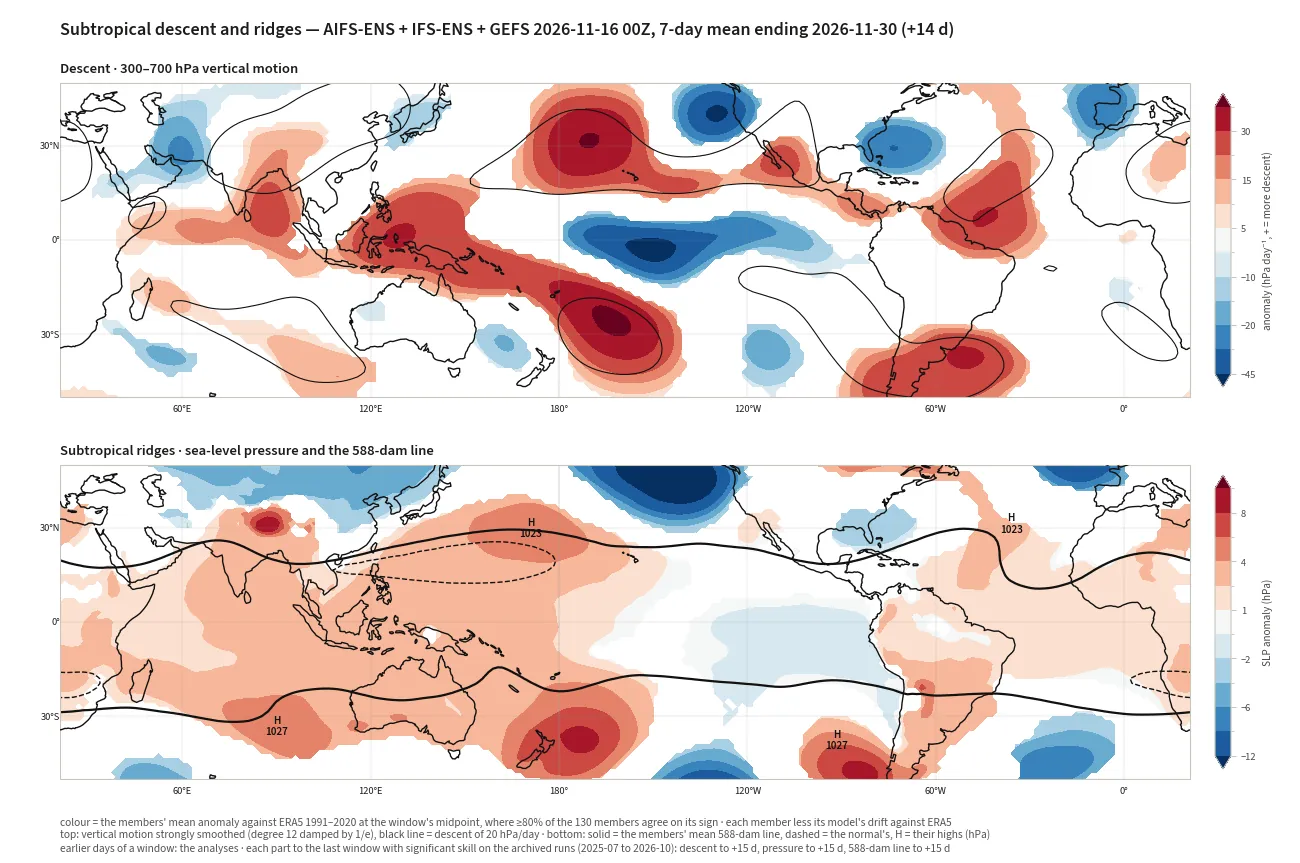 Subtropical descent and ridges — AIFS-ENS + IFS-ENS + GEFS 2026-11-16 00Z, 7-day mean ending 2026-11-30 (+14 d)
Descent · 300–700 hPa vertical motion
30°N
0°
30°S
60°E
120°E
180°
120°W
60°W
0°
30
15
5
−10
−20
−45
anomaly (hPa day⁻¹, + = more descent)
Subtropical ridges · sea-level pressure and the 588-dam line
30°N
0°
30°S
H
1023
H
1023
H
1027
H
1027
60°E
120°E
180°
120°W
60°W
0°
8
4
1
−2
−6
−12
SLP anomaly (hPa)
colour = the members' mean anomaly against ERA5 1991–2020 at the window's midpoint, where ≥80% of the 130 members agree on its sign · each member less its model's drift against ERA5
top: vertical motion strongly smoothed (degree 12 damped by 1/e), black line = descent of 20 hPa/day · bottom: solid = the members' mean 588-dam line, dashed = the normal's, H = their highs (hPa)
earlier days of a window: the analyses · each part to the last window with significant skill on the archived runs (2025-07 to 2026-10): descent to +15 d, pressure to +15 d, 588-dam line to +15 d